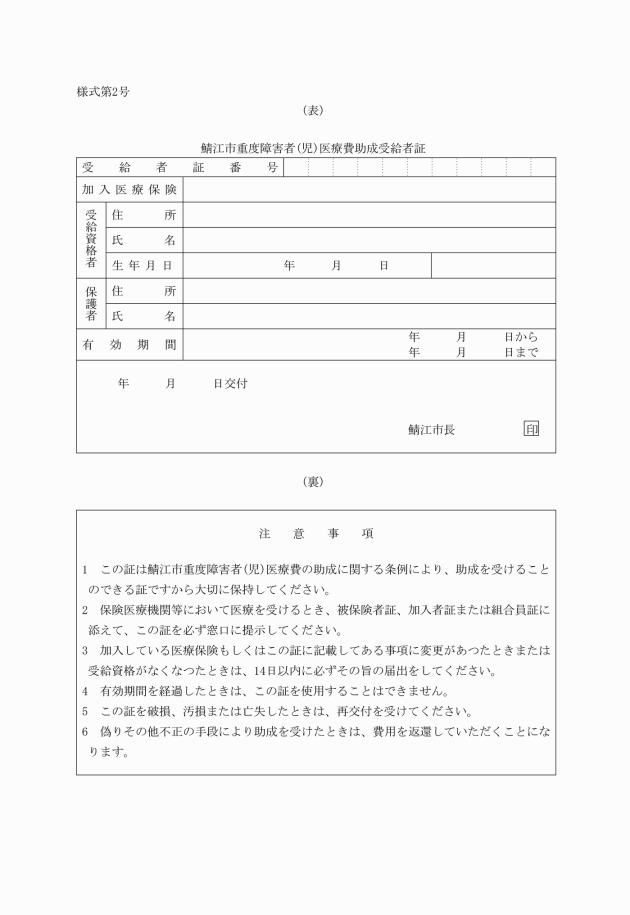 様式第2号
（表）
鯖江市重度障害者(児)医療費助成受給者証
受給者証番号
加入医療保険
受給資格者
住所
氏名
生年月日 年 月 日
保護者
住所
氏名
有効期間 年 月 日から
年 月 日まで
年 月 日交付
鯖江市長 印
（裏）
注意事項
1 この証は鯖江市重度障害者(児)医療費の助成に関する条例により、助成を受けること
のできる証ですから大切に保持してください。
2 保険医療機関等において医療を受けるとき、被保険者証、加入者証または組合員証に
添えて、この証を必ず窓口に提示してください。
3 加入している医療保険もしくはこの証に記載してある事項に変更があつたときまたは
受給資格がなくなつたときは、14日以内に必ずその旨の届出をしてください。
4 有効期間を経過したときは、この証を使用することはできません。
5 この証を破損、汚損または亡失したときは、再交付を受けてください。
6 偽りその他不正の手段により助成を受けたときは、費用を返還していただくことにな
ります。